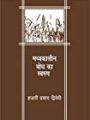 मध्यकालीन
बोध का
स्वरूप
हजारी प्रसाद द्विवेदी